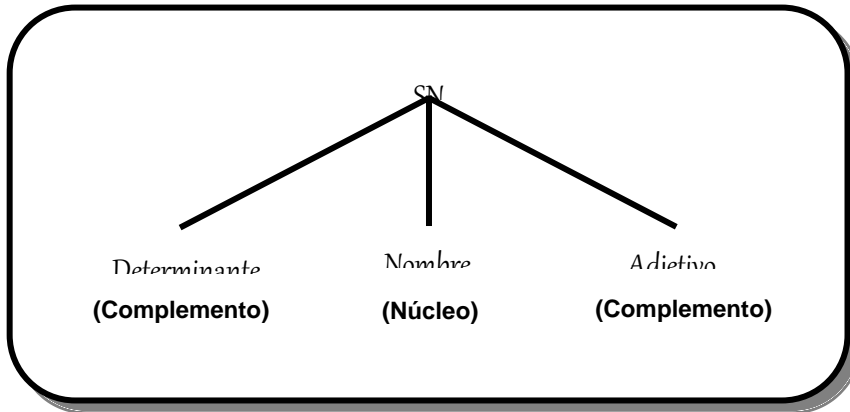 SN
Determinante Nombre Adjetivo
(Complemento) (Núcleo) (Complemento)